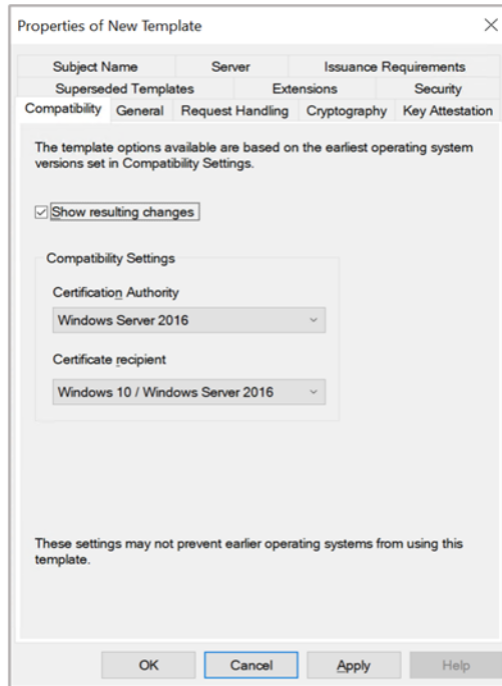 Properties of New Template
Subject Name
Server
Issuance Requirements
Superseded Templates
Extensions
Security
Compatibility
General
Request Handling
Cryptography
Key Attestation
The template options available are based on the earliest operating system
versions set in Compatibility Settings.
Show resulting changes
Compatibility Settings
Certification Authority
Windows Server 2016
Certificate recipient
Windows 10 / Windows Server 2016
These settings may not prevent earlier operating systems from using this
template.
OK
Cancel
Apply
Help